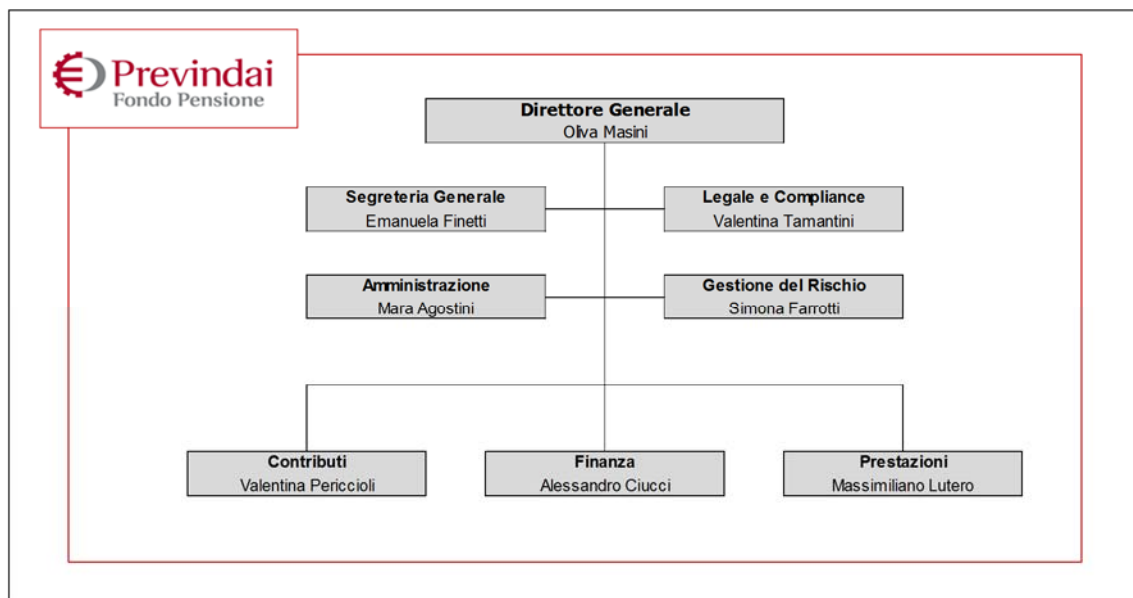 Previndai
Fondo Pensione
Direttore Generale
Oliva Masini
Segreteria Generale
Emanuela Finetti
Legale e Compliance
Valentina Tamantini
Amministrazione
Mara Agostini
Gestione del Rischio
Simona Farrotti
Contributi
Valentina Periccioli
Finanza
Alessandro Ciucci
Prestazioni
Massimiliano Lutero